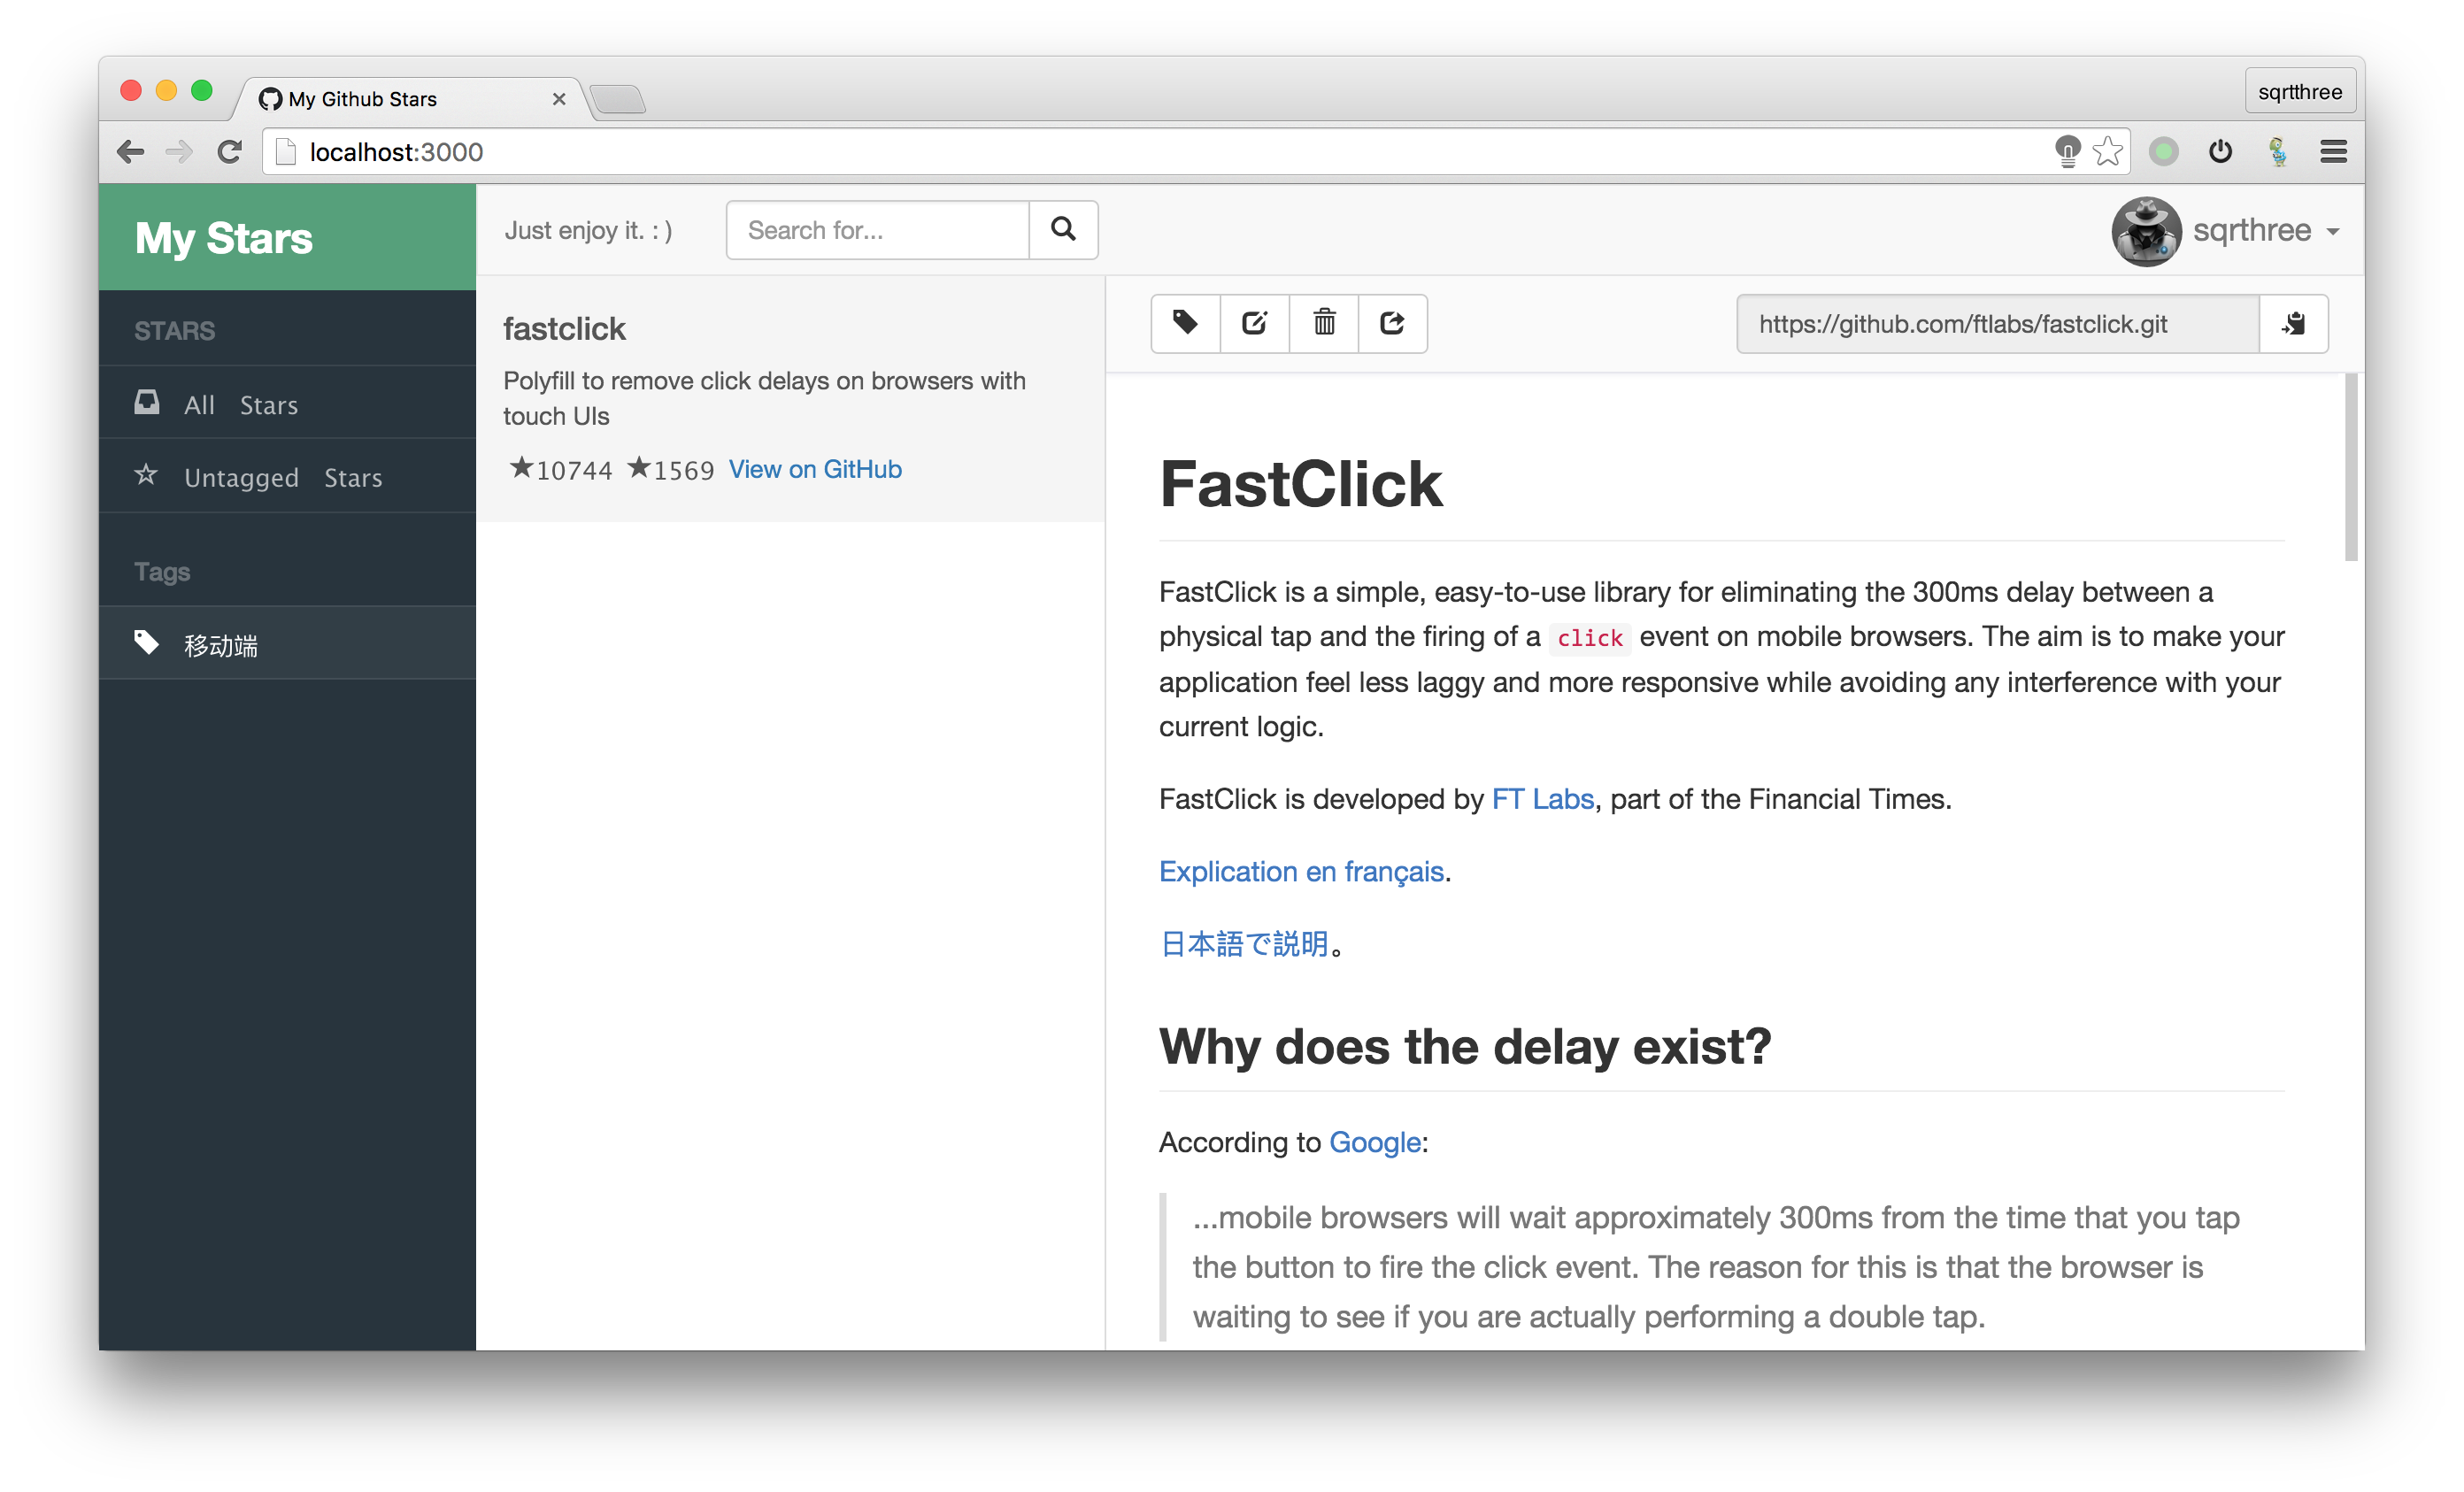 My Github Stars
sqrtthree
localhost:3000
My Stars
Just enjoy it. : )
Search for...
sqrthree
STARS
All Stars
Untagged Stars
Tags
移动端
fastclick
Polyfill to remove click delays on browsers with
touch UIs
★10744 ★1569 View on GitHub
https://github.com/ftlabs/fastclick.git
FastClick
FastClick is a simple, easy-to-use library for eliminating the 300ms delay between a
physical tap and the firing of a click event on mobile browsers. The aim is to make your
application feel less laggy and more responsive while avoiding any interference with your
current logic.
FastClick is developed by FT Labs, part of the Financial Times.
Explication en français.
日本語で説明。
Why does the delay exist?
According to Google:
...mobile browsers will wait approximately 300ms from the time that you tap
the button to fire the click event. The reason for this is that the browser is
waiting to see if you are actually performing a double tap.